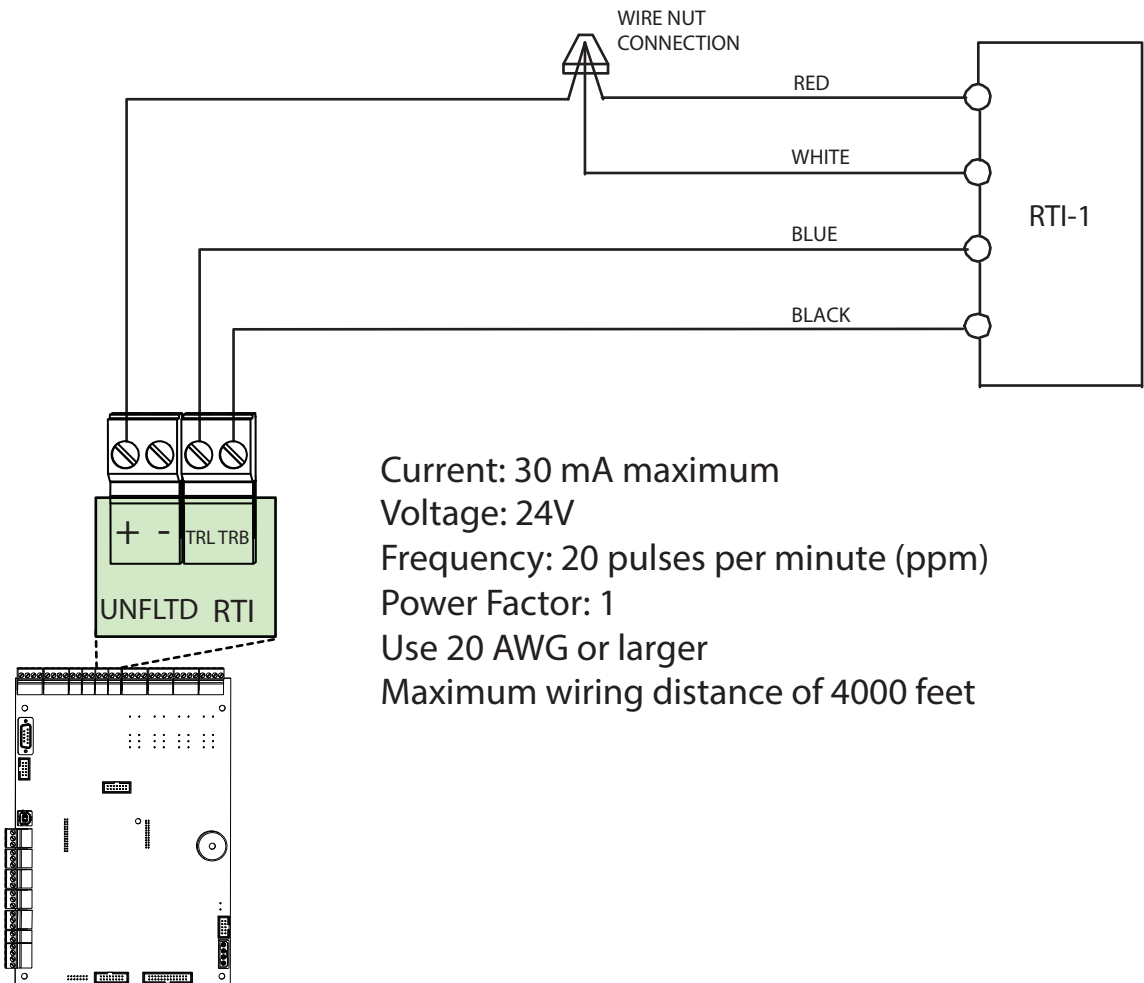 WIRE NUT
CONNECTION
RED
WHITE
RTI-1
BLUE
BLACK
Current: 30 mA maximum
Voltage: 24V
Frequency: 20 pulses per minute (ppm)
Power Factor: 1
Use 20 AWG or larger
Maximum wiring distance of 4000 feet
+ - TRL TRB
UNFLTD RTI